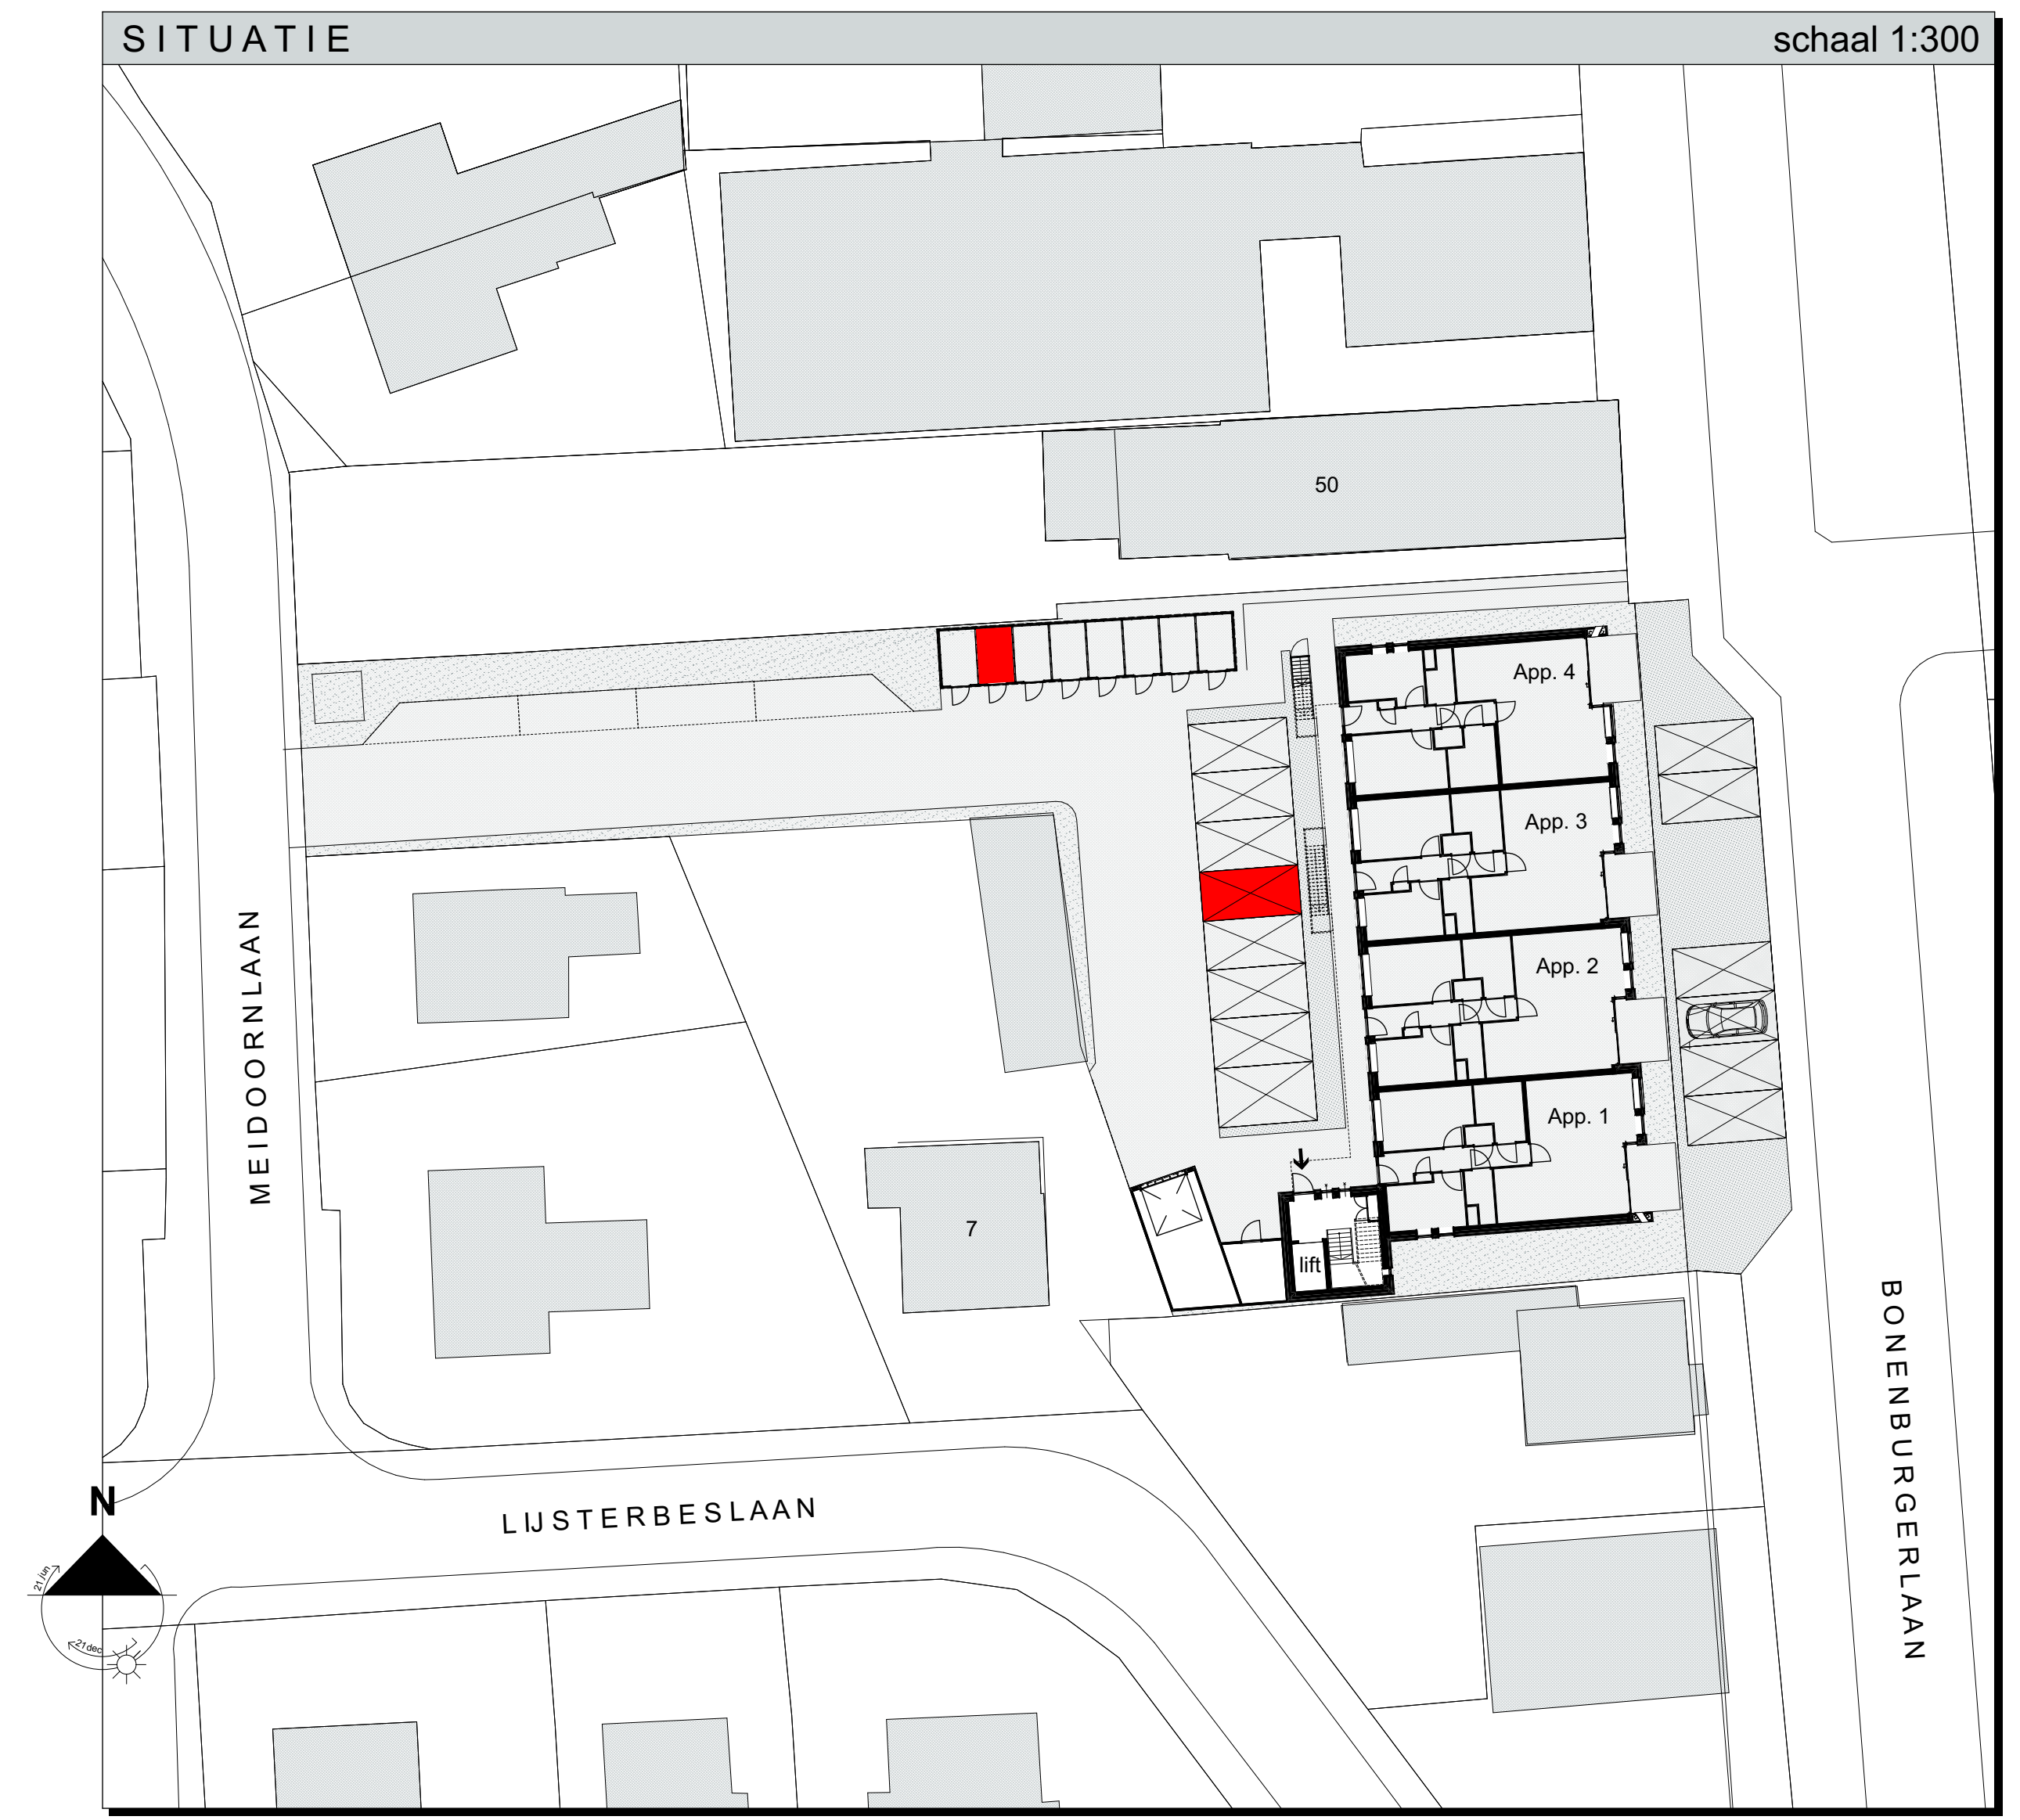 SITUATIE
schaal 1:300
50
App. 4
App. 3
App. 2
App. 1
MEIDOORNLAAN
7
lift
BONENBURGERLAAN
LIJSTERBESLAAN
N
21 jun
21 dec